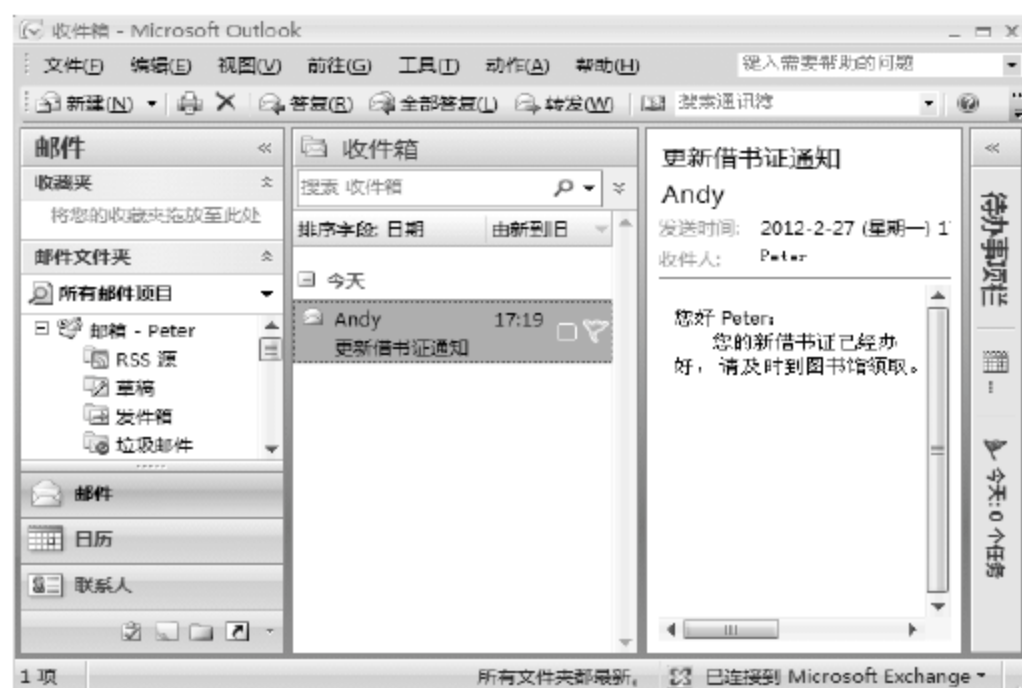 收件箱 - Microsoft Outlook
文件(F) 编辑(E) 视图(V) 前往(G) 工具(T) 动作(A) 帮助(H) 键入需要帮助的问题
新建(N) 答复(R) 全部答复(L) 转发(W) 搜索通讯簿
邮件
收藏夹
将您的收藏夹拖放至此处
邮件文件夹
所有邮件项目
邮箱 - Peter
RSS 源
草稿
发件箱
垃圾邮件
邮件
日历
联系人
收件箱
搜索 收件箱
排序字段: 日期 由新到旧
今天
Andy 17:19
更新借书证通知
更新借书证通知
Andy
发送时间: 2012-2-27 (星期一) 1
收件人: Peter
您好 Peter:
您的新借书证已经办
好，请及时到图书馆领取。
待办事项栏
...
今天: 0 个任务
1 项 所有文件夹都最新。 已连接到 Microsoft Exchange